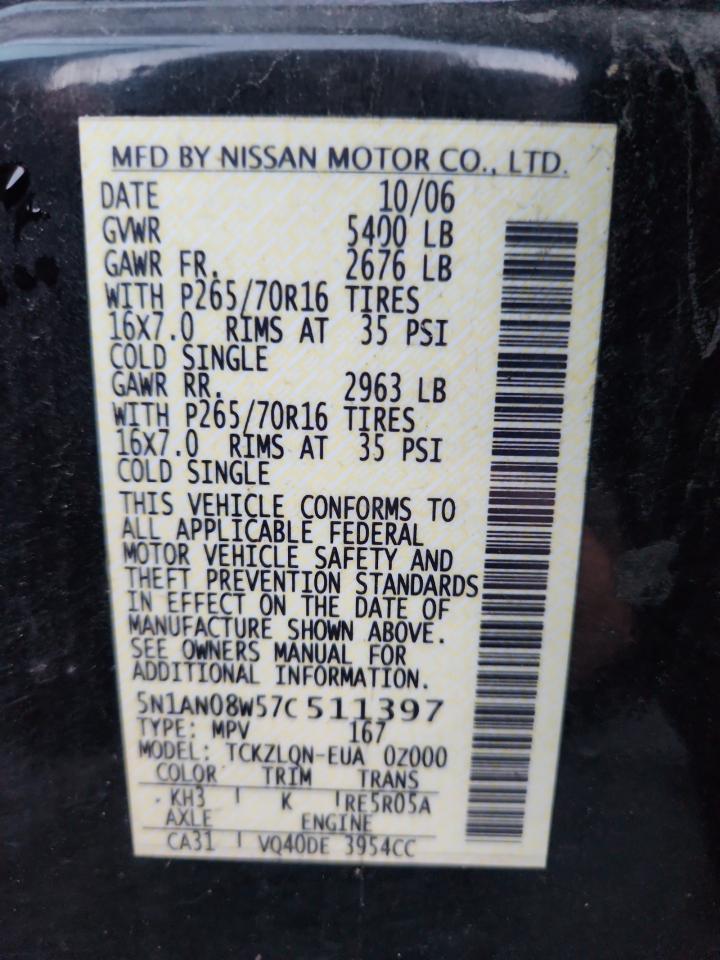 MFD BY NISSAN MOTOR CO., LTD.
DATE 10/06
GVWR 5400 LB
GAWR FR. 2676 LB
WITH P265/70R16 TIRES
16X7.0 RIMS AT 35 PSI
COLD SINGLE
GAWR RR. 2963 LB
WITH P265/70R16 TIRES
16X7.0 RIMS AT 35 PSI
COLD SINGLE
THIS VEHICLE CONFORMS TO
ALL APPLICABLE FEDERAL
MOTOR VEHICLE SAFETY AND
THEFT PREVENTION STANDARDS
IN EFFECT ON THE DATE OF
MANUFACTURE SHOWN ABOVE.
SEE OWNERS MANUAL FOR
ADDITIONAL INFORMATION.
5N1AN08W57C511397
TYPE: MPV 167
MODEL: TCKZLQN-EUA 0Z000
COLOR TRIM TRANS
KH3 K RE5R05A
AXLE ENGINE
CA31 VQ40DE 3954CC